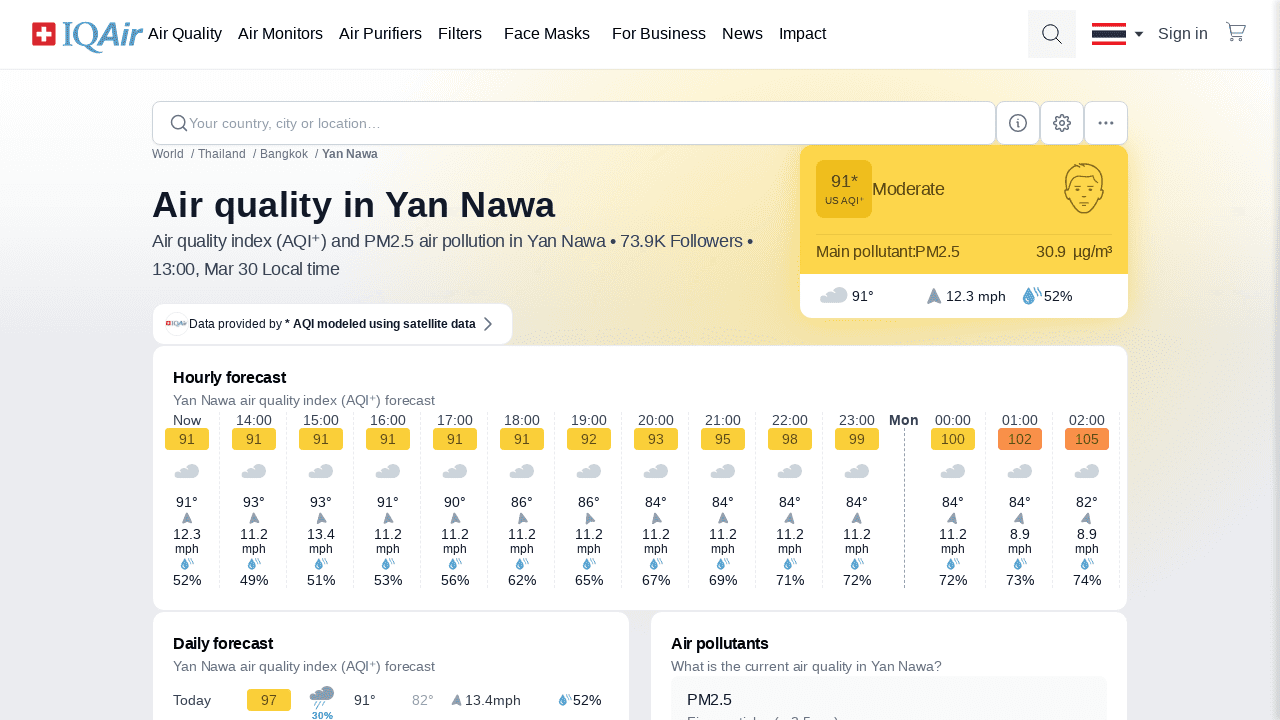 IQAir Air Quality Air Monitors Air Purifiers Filters Face Masks For Business News Impact Sign in
Your country, city or location…
World / Thailand / Bangkok / Yan Nawa
Air quality in Yan Nawa
Air quality index (AQI⁺) and PM2.5 air pollution in Yan Nawa • 73.9K Followers •
13:00, Mar 30 Local time
91*
US AQI⁺
Moderate
Main pollutant: PM2.5 30.9 µg/m³
91° 12.3 mph 52%
IQAir Data provided by * AQI modeled using satellite data
Hourly forecast
Yan Nawa air quality index (AQI⁺) forecast
Now 14:00 15:00 16:00 17:00 18:00 19:00 20:00 21:00 22:00 23:00 Mon 00:00 01:00 02:00
91 91 91 91 91 91 92 93 95 98 99 100 102 105
91° 93° 93° 91° 90° 86° 86° 84° 84° 84° 84° 84° 84° 82°
12.3 11.2 13.4 11.2 11.2 11.2 11.2 11.2 11.2 11.2 11.2 11.2 8.9 8.9
mph mph mph mph mph mph mph mph mph mph mph mph mph mph
52% 49% 51% 53% 56% 62% 65% 67% 69% 71% 72% 72% 73% 74%
Daily forecast
Yan Nawa air quality index (AQI⁺) forecast
Today 97 30% 91° 82° 13.4mph 52%
Air pollutants
What is the current air quality in Yan Nawa?
PM2.5